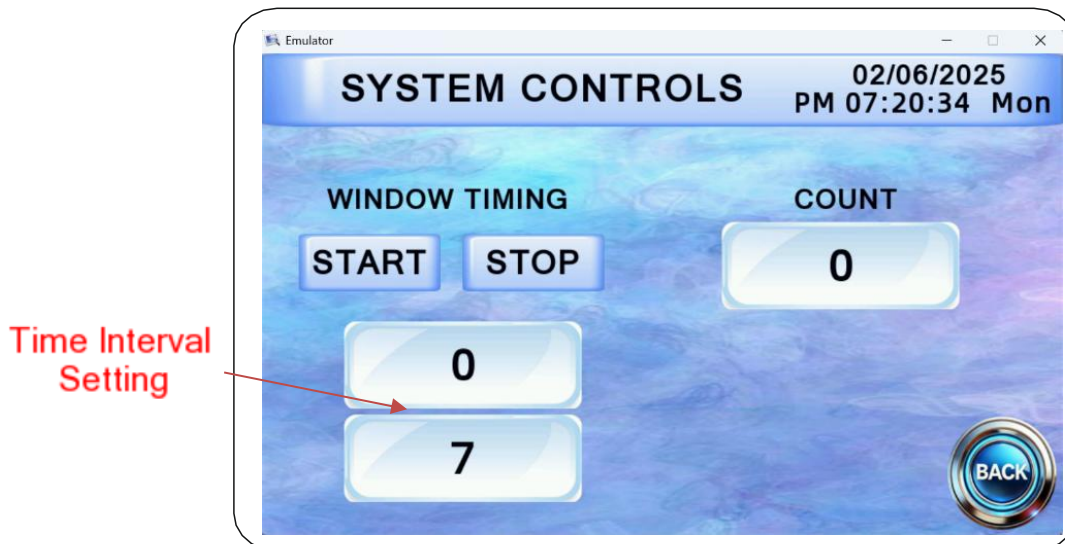 Emulator
SYSTEM CONTROLS
02/06/2025
PM 07:20:34 Mon
WINDOW TIMING
COUNT
START
STOP
0
0
7
Time Interval
Setting
BACK